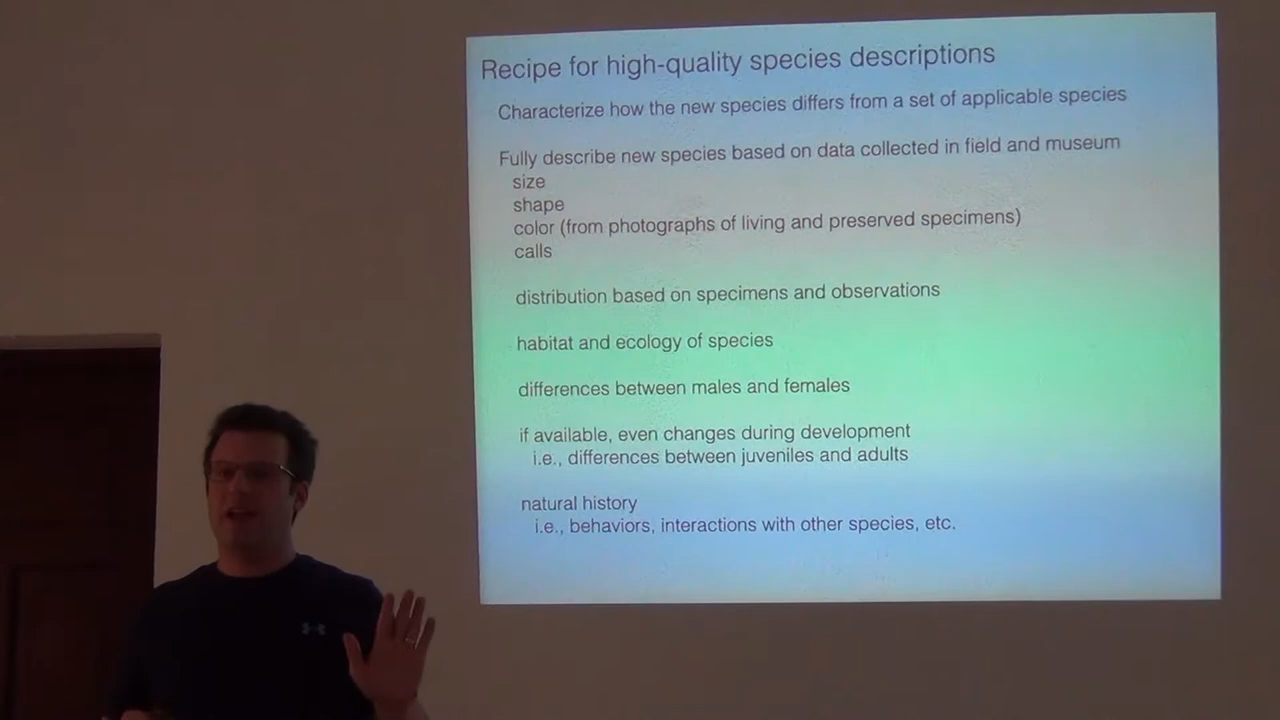 Recipe for high-quality species descriptions
Characterize how the new species differs from a set of applicable species
Fully describe new species based on data collected in field and museum
size
shape
color (from photographs of living and preserved specimens)
calls
distribution based on specimens and observations
habitat and ecology of species
differences between males and females
if available, even changes during development
i.e., differences between juveniles and adults
natural history
i.e., behaviors, interactions with other species, etc.